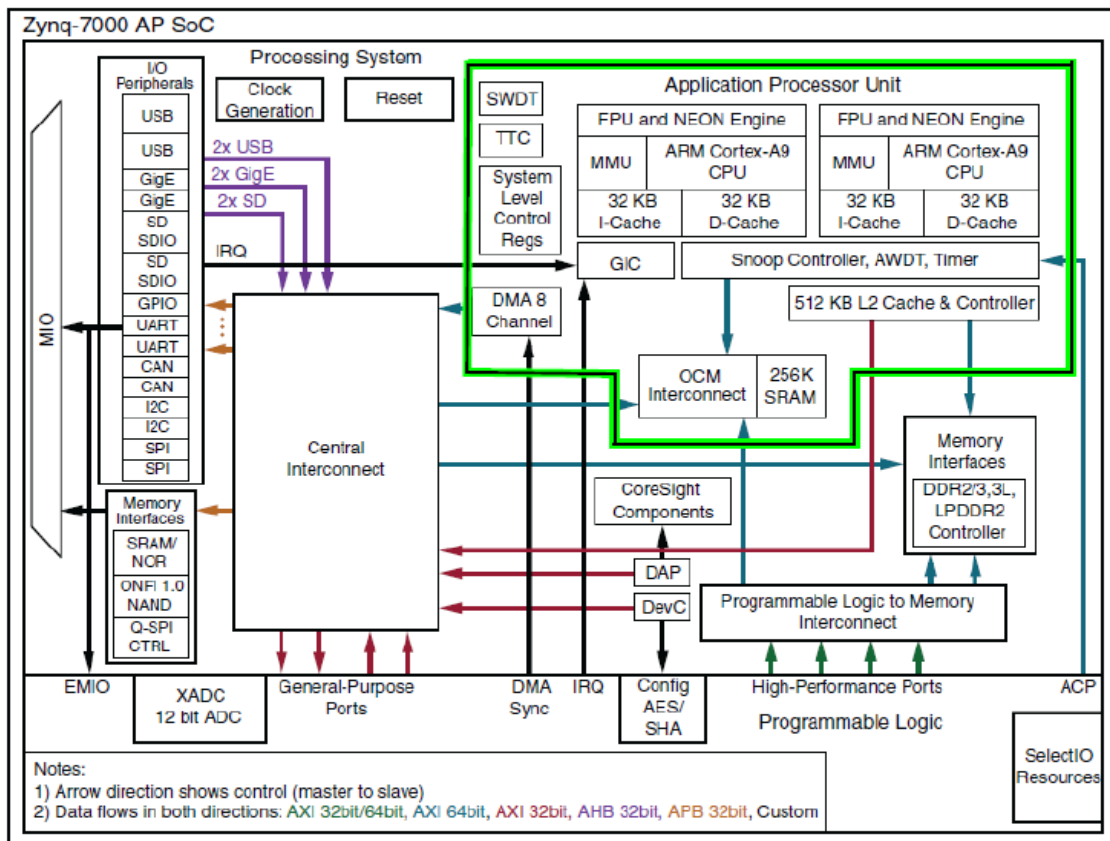 Zynq-7000 AP SoC
Processing System
I/O
Peripherals
USB
USB
GigE
GigE
SD
SDIO
SD
SDIO
GPIO
UART
UART
CAN
CAN
I2C
I2C
SPI
SPI
MIO
Clock
Generation
Reset
2x USB
2x GigE
2x SD
IRQ
Application Processor Unit
SWDT
TTC
System
Level
Control
Regs
FPU and NEON Engine
MMU
ARM Cortex-A9
CPU
32 KB
I-Cache
32 KB
D-Cache
FPU and NEON Engine
MMU
ARM Cortex-A9
CPU
32 KB
I-Cache
32 KB
D-Cache
GIC
Snoop Controller, AWDT, Timer
DMA 8
Channel
512 KB L2 Cache & Controller
OCM
Interconnect
256K
SRAM
Central
Interconnect
Memory
Interfaces
DDR2/3,3L,
LPDDR2
Controller
CoreSight
Components
DAP
DevC
Programmable Logic to Memory
Interconnect
Memory
Interfaces
SRAM/
NOR
ONFI 1.0
NAND
Q-SPI
CTRL
EMIO
XADC
12 bit ADC
General-Purpose
Ports
DMA
Sync
IRQ
Config
AES/
SHA
High-Performance Ports
ACP
Programmable Logic
SelectIO
Resources
Notes:
1) Arrow direction shows control (master to slave)
2) Data flows in both directions: AXI 32bit/64bit, AXI 64bit, AXI 32bit, AHB 32bit, APB 32bit, Custom